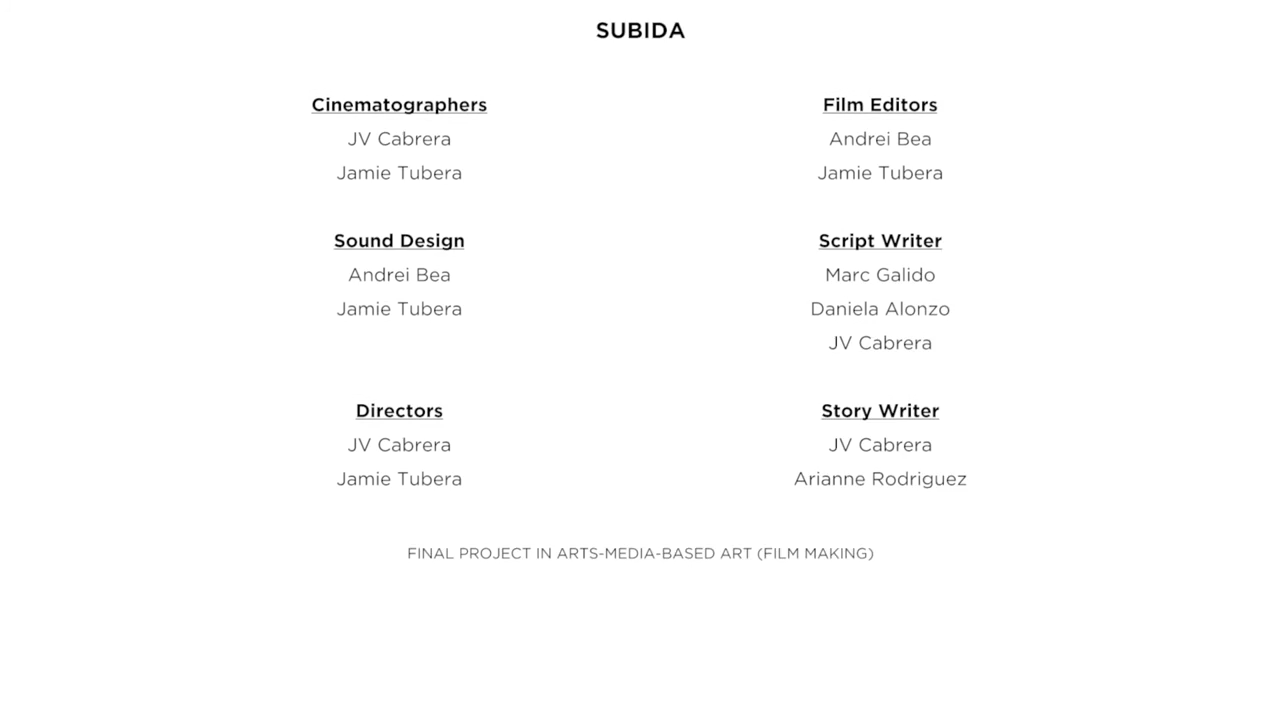 SUBIDA
Cinematographers
JV Cabrera
Jamie Tubera
Film Editors
Andrei Bea
Jamie Tubera
Sound Design
Andrei Bea
Jamie Tubera
Script Writer
Marc Galido
Daniela Alonzo
JV Cabrera
Directors
JV Cabrera
Jamie Tubera
Story Writer
JV Cabrera
Arianne Rodriguez
FINAL PROJECT IN ARTS-MEDIA-BASED ART (FILM MAKING)